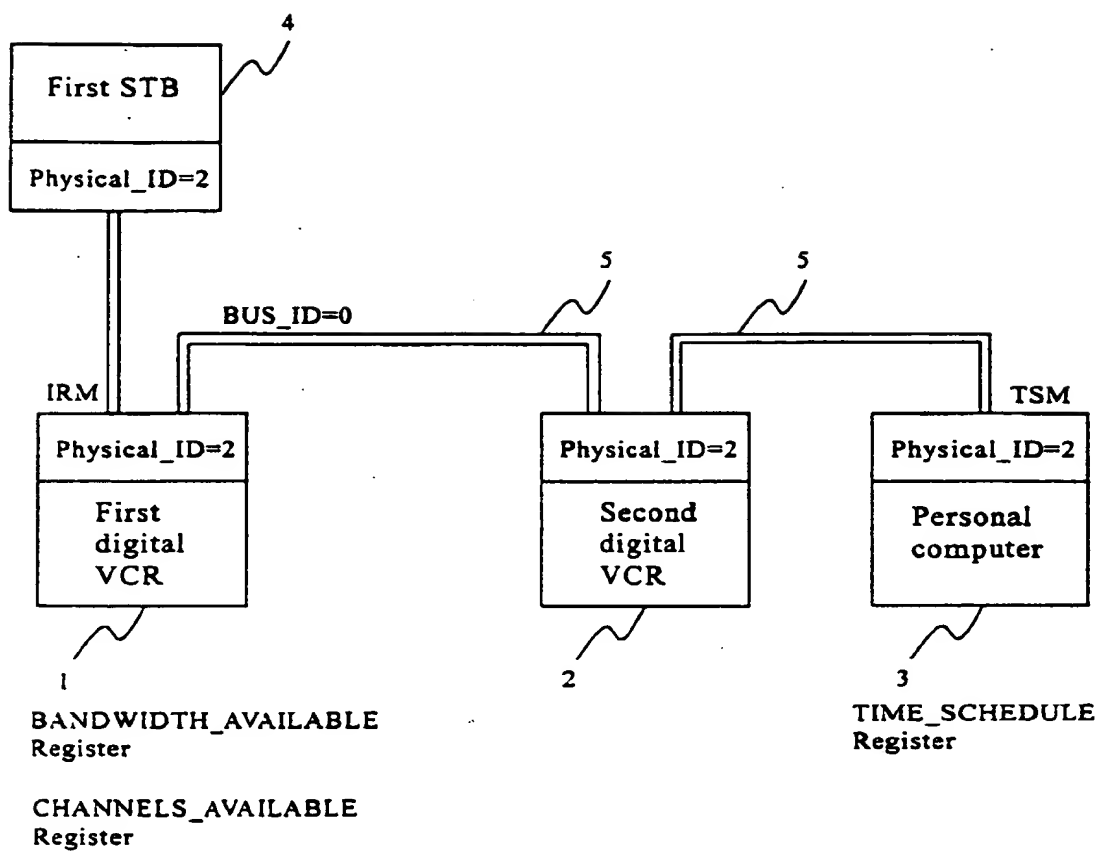 4
First STB
Physical_ID=2
5
5
BUS_ID=0
IRM
TSM
Physical_ID=2
Physical_ID=2
Physical_ID=2
First
digital
VCR
Second
digital
VCR
Personal
computer
1
2
3
BANDWIDTH_AVAILABLE
Register
TIME_SCHEDULE
Register
CHANNELS_AVAILABLE
Register